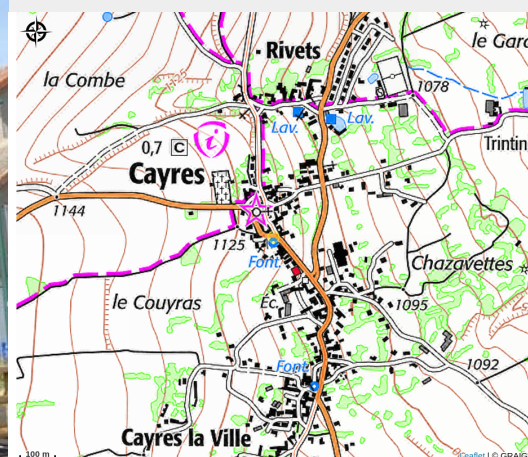 Rivets
le Gard
la Combe
1078
Lav.
Lav.
0,7 C
i
Trintin
Cayres
1144
1125
Font.
Chazavettes
le Couyras
Éc.
1095
Font.
1092
Cayres la Ville
100 m
Leaflet | © GRAIG